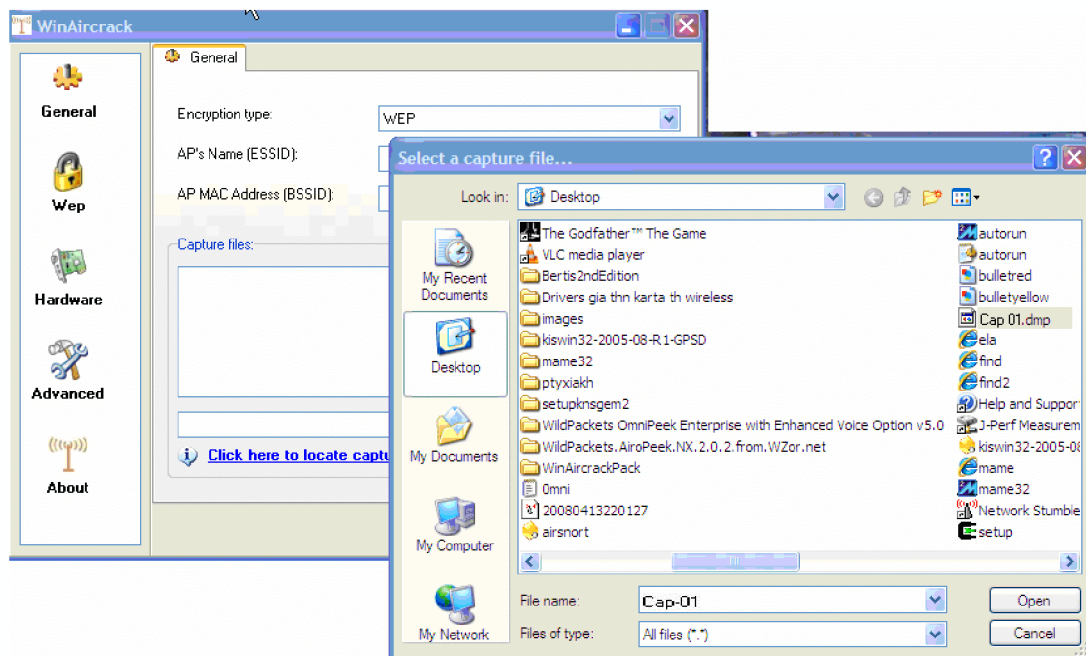 WinAircrack
General
Wep
Hardware
Advanced
About
General
Encryption type:
WEP
AP's Name (ESSID):
AP MAC Address (BSSID):
Capture files:
Click here to locate captu
Select a capture file...
Look in:
Desktop
My Recent
Documents
Desktop
My Documents
My Computer
My Network
The Godfather™ The Game
VLC media player
Bertis2ndEdition
Drivers gia thn karta th wireless
images
kiswin32-2005-08-R1-GPSD
mame32
ptyxiakh
setupknsgem2
WildPackets OmniPeek Enterprise with Enhanced Voice Option v5.0
WildPackets.AiroPeek.NX.2.0.2.from.WZor.net
WinAircrackPack
0mni
20080413220127
airsnort
autorun
autorun
bulletred
bulletyellow
Cap 01.dmp
ela
find
find2
Help and Suppor
J-Perf Measurem
kiswin32-2005-08
mame
mame32
Network Stumble
setup
File name:
Cap-01
Open
Files of type:
All files (*.*)
Cancel